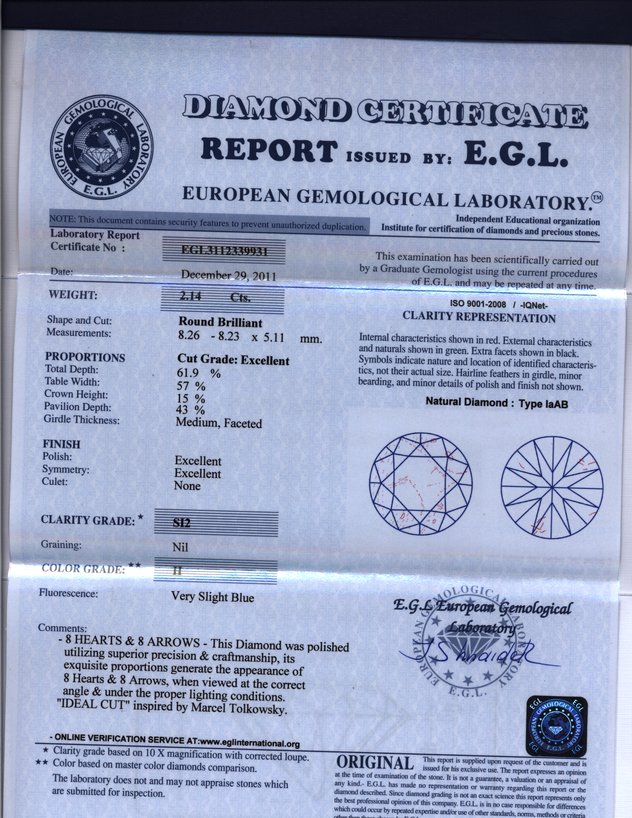 EUROPEAN GEMOLOGICAL LABORATORY
E.G.L.
DIAMOND CERTIFICATE
REPORT ISSUED BY: E.G.L.
EUROPEAN GEMOLOGICAL LABORATORY.™
NOTE: This document contains security features to prevent unauthorized duplication.
Independent Educational organization
Institute for certification of diamonds and precious stones.
Laboratory Report
Certificate No : EGL3112339931
Date: December 29, 2011
This examination has been scientifically carried out
by a Graduate Gemologist using the current procedures
of E.G.L. and may be repeated at any time.
WEIGHT: 2.14 Cts.
Shape and Cut: Round Brilliant
Measurements: 8.26 - 8.23 x 5.11 mm.
PROPORTIONS Cut Grade: Excellent
Total Depth: 61.9 %
Table Width: 57 %
Crown Height: 15 %
Pavilion Depth: 43 %
Girdle Thickness: Medium, Faceted
FINISH
Polish: Excellent
Symmetry: Excellent
Culet: None
CLARITY GRADE: * SI2
Graining: Nil
COLOR GRADE: ** H
Fluorescence: Very Slight Blue
ISO 9001-2008 / -IQNet-
CLARITY REPRESENTATION
Internal characteristics shown in red. External characteristics
and naturals shown in green. Extra facets shown in black.
Symbols indicate nature and location of identified characteris-
tics, not their actual size. Hairline feathers in girdle, minor
bearding, and minor details of polish and finish not shown.
Natural Diamond : Type IaAB
Comments:
- 8 HEARTS & 8 ARROWS - This Diamond was polished
utilizing superior precision & craftmanship, its
exquisite proportions generate the appearance of
8 Hearts & 8 Arrows, when viewed at the correct
angle & under the proper lighting conditions.
"IDEAL CUT" inspired by Marcel Tolkowsky.
E.G.L European Gemological
Laboratory
EUROPEAN GEMOLOGICAL LABORATORY
E.G.L.
- ONLINE VERIFICATION SERVICE AT:www.eglinternational.org
* Clarity grade based on 10 X magnification with corrected loupe.
** Color based on master color diamonds comparison.
The laboratory does not and may not appraise stones which
are submitted for inspection.
EGL
EGL
EGL
EGL
EUROPEAN GEMOLOGICAL LABORATORY
E.G.L.
ORIGINAL This report is supplied upon request of the customer and is
issued for his exclusive use. The report expresses an opinion
at the time of examination of the stone. It is not a guarantee, a valuation or an appraisal of
any kind.- E.G.L. has made no representation or warranty regarding this report or the
diamond described. Since diamond grading is not an exact science this report represents only
the best professional opinion of this company. E.G.L. is in no case responsible for differences
which could occur by repeated expertise and/or use of other standards, norms, methods or criteria